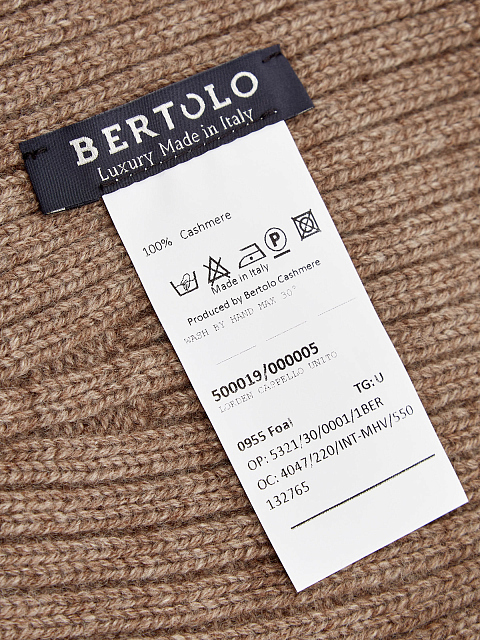 BERTOLO
Luxury Made in Italy
100% Cashmere
P
Made in Italy
Produced by Bertolo Cashmere
WASH BY HAND MAX 30°
500019/000005
LORDEN CAPPELLO UNITO
TG: U
0955 Foal
OP: 5321/30/0001/1BER
OC: 4047/220/INT-MHV/550
132765